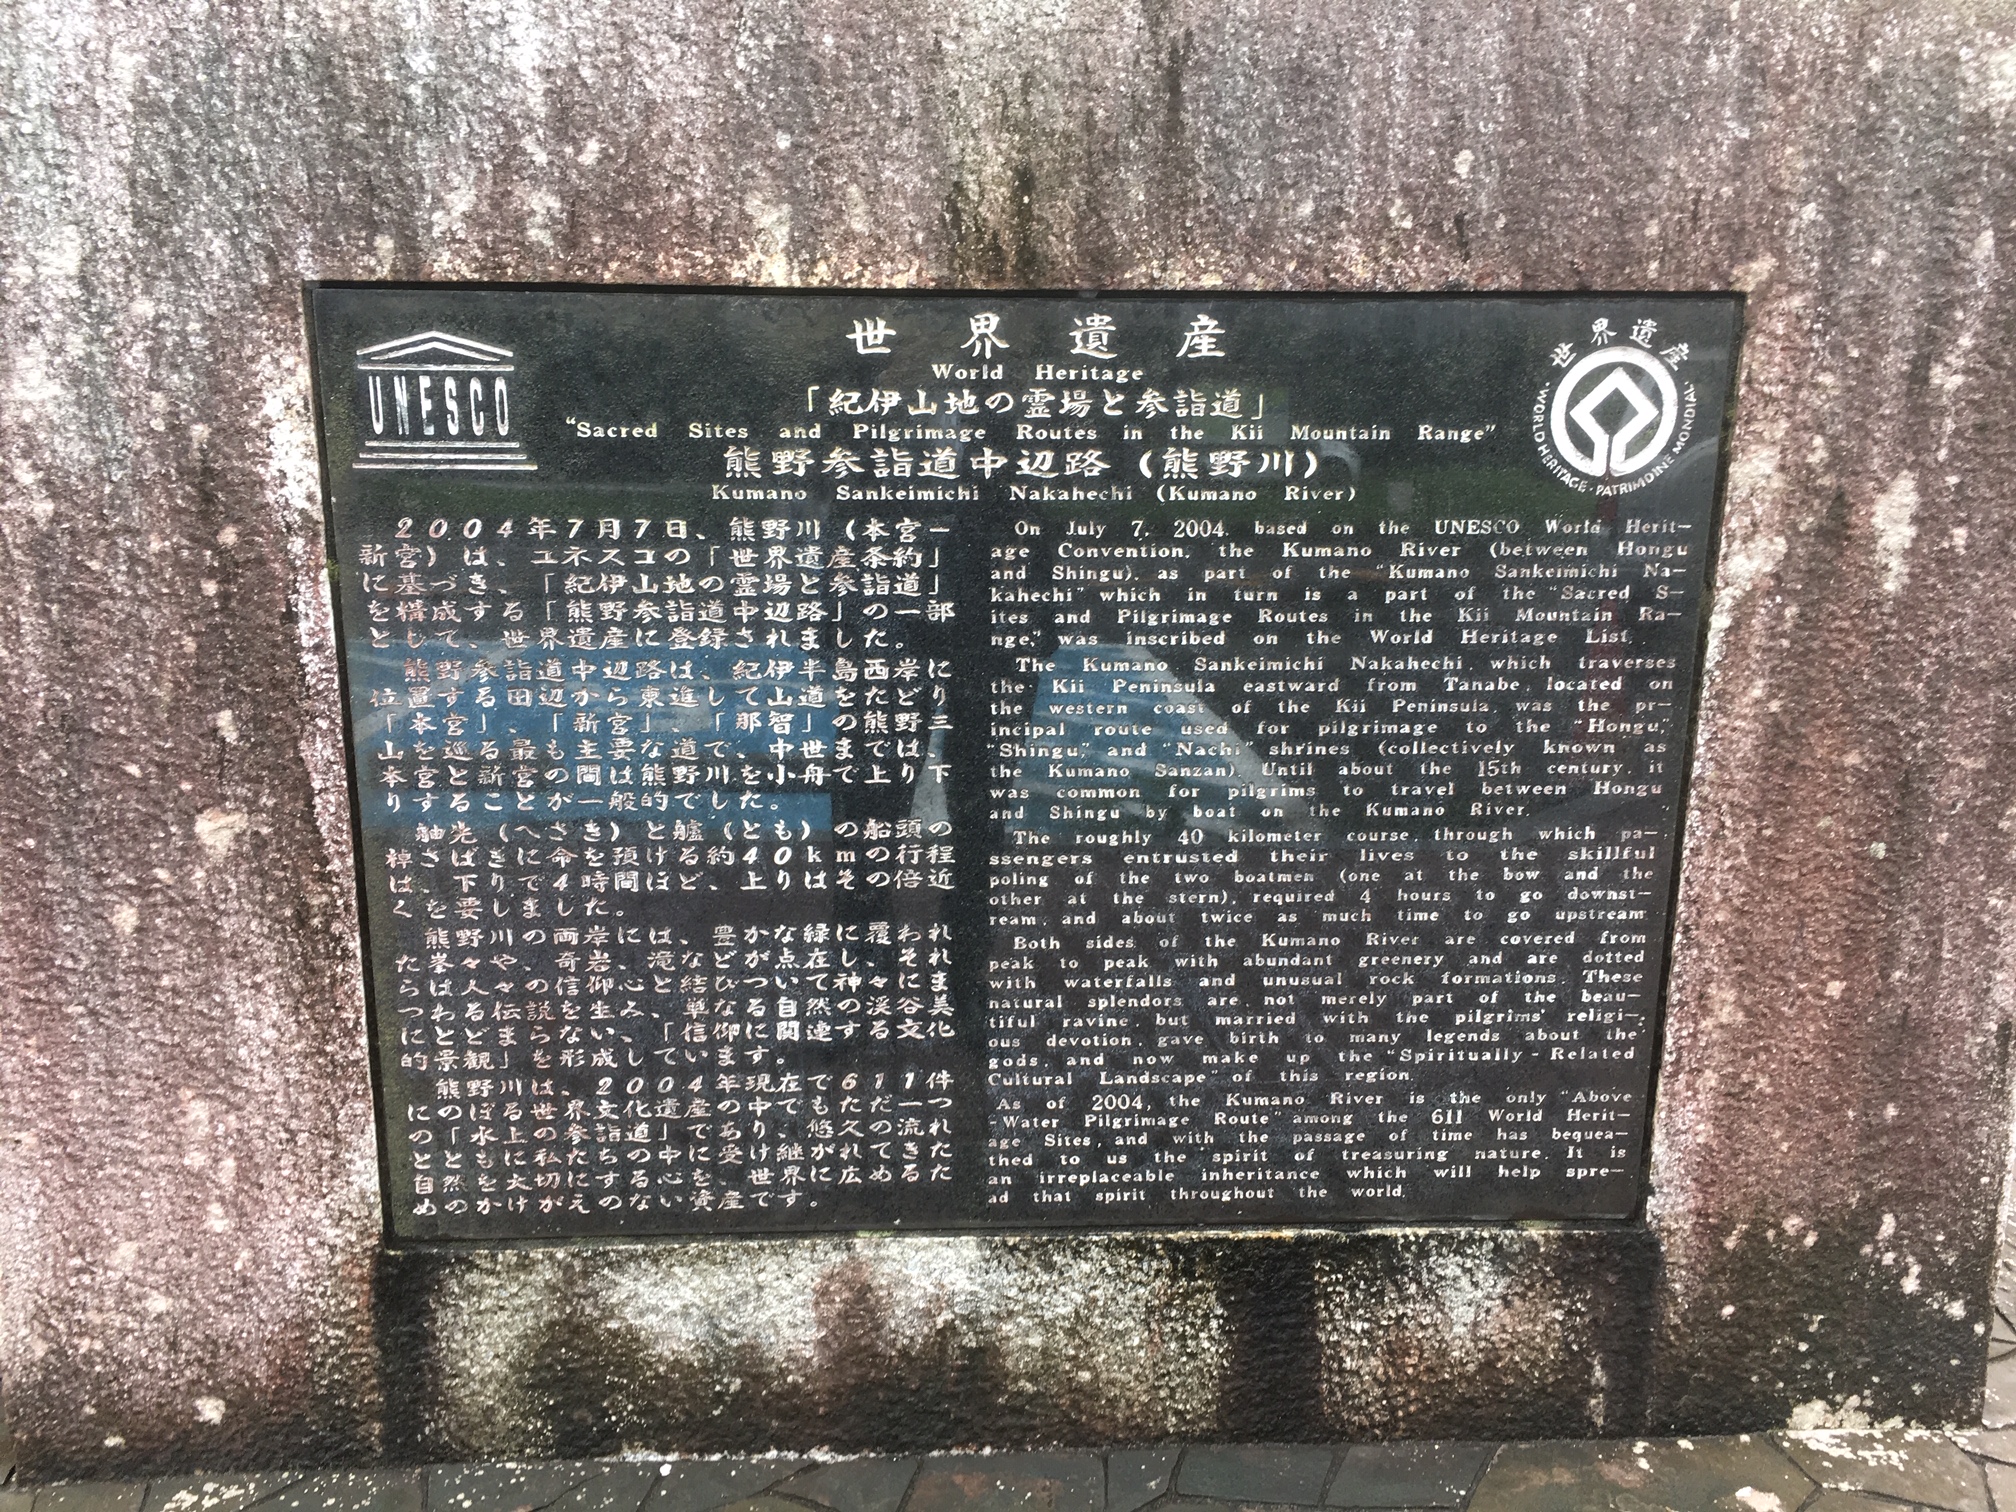 世界遺産
World Heritage
「紀伊山地の霊場と参詣道」
"Sacred Sites and Pilgrimage Routes in the Kii Mountain Range"
熊野参詣道中辺路（熊野川）
Kumano Sankeimichi Nakahechi (Kumano River)
UNESCO
世界遺産
・WORLD HERITAGE・PATRIMOINE MONDIAL・
2004年7月7日、熊野川（本宮ー
新宮）は、ユネスコの「世界遺産条約」
に基づき、「紀伊山地の霊場と参詣道」
を構成する「熊野参詣道中辺路」の一部
として、世界遺産に登録されました。
熊野参詣道中辺路は、紀伊半島西岸に
位置する田辺から東進して山道をたどり
「本宮」、「新宮」、「那智」の熊野三
山を巡る最も主要な道で、中世までは、
本宮と新宮の間は熊野川を小舟で上り下
りすることが一般的でした。
舳先（へさき）と艫（とも）の船頭の
棹さばきに命を預ける約40kmの行程
は、下りで4時間ほど、上りはその倍近
くを要しました。
熊野川の両岸には、豊かな緑に覆われ
た峯々や、奇岩、滝などが点在し、それ
らは人々の信仰心と結びついて神々にま
つわる伝説を生み、単なる自然の渓谷美
にとどまらない、「信仰に関連する文化
的景観」を形成しています。
熊野川は、2004年現在で611件
にのぼる世界文化遺産の中でもただ一つ
の「水上の参詣道」であり、悠久の流れ
とともに私たちの中に受け継がれてきた
自然を大切にする心を、世界に広めるた
めのかけがえのない資産です。
On July 7, 2004, based on the UNESCO World Herit-
age Convention, the Kumano River (between Hongu
and Shingu), as part of the "Kumano Sankeimichi Na-
kahechi" which in turn is a part of the "Sacred S-
ites and Pilgrimage Routes in the Kii Mountain Ra-
nge," was inscribed on the World Heritage List.
The Kumano Sankeimichi Nakahechi, which traverses
the Kii Peninsula eastward from Tanabe, located on
the western coast of the Kii Peninsula, was the pr-
incipal route used for pilgrimage to the "Hongu,"
"Shingu," and "Nachi" shrines (collectively known as
the Kumano Sanzan). Until about the 15th century, it
was common for pilgrims to travel between Hongu
and Shingu by boat on the Kumano River.
The roughly 40 kilometer course, through which pa-
ssengers entrusted their lives to the skillful
poling of the two boatmen (one at the bow and the
other at the stern), required 4 hours to go downst-
ream, and about twice as much time to go upstream.
Both sides of the Kumano River are covered from
peak to peak with abundant greenery and are dotted
with waterfalls and unusual rock formations. These
natural splendors are not merely part of the beau-
tiful ravine, but married with the pilgrims' religi-
ous devotion, gave birth to many legends about the
gods, and now make up the "Spiritually-Related
Cultural Landscape" of this region.
As of 2004, the Kumano River is the only "Above
-Water Pilgrimage Route" among the 611 World Herit-
age Sites, and with the passage of time has bequea-
thed to us the spirit of treasuring nature. It is
an irreplaceable inheritance which will help spre-
ad that spirit throughout the world.